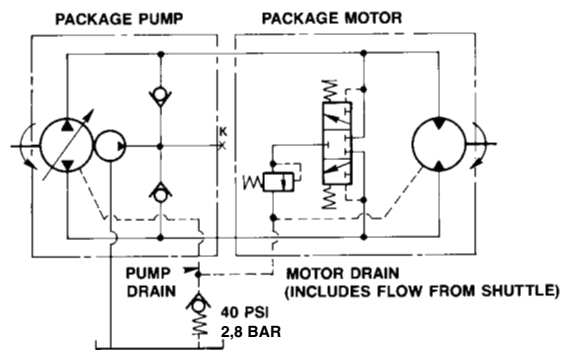 PACKAGE PUMP
PACKAGE MOTOR
K
PUMP
DRAIN
MOTOR DRAIN
(INCLUDES FLOW FROM SHUTTLE)
40 PSI
2,8 BAR